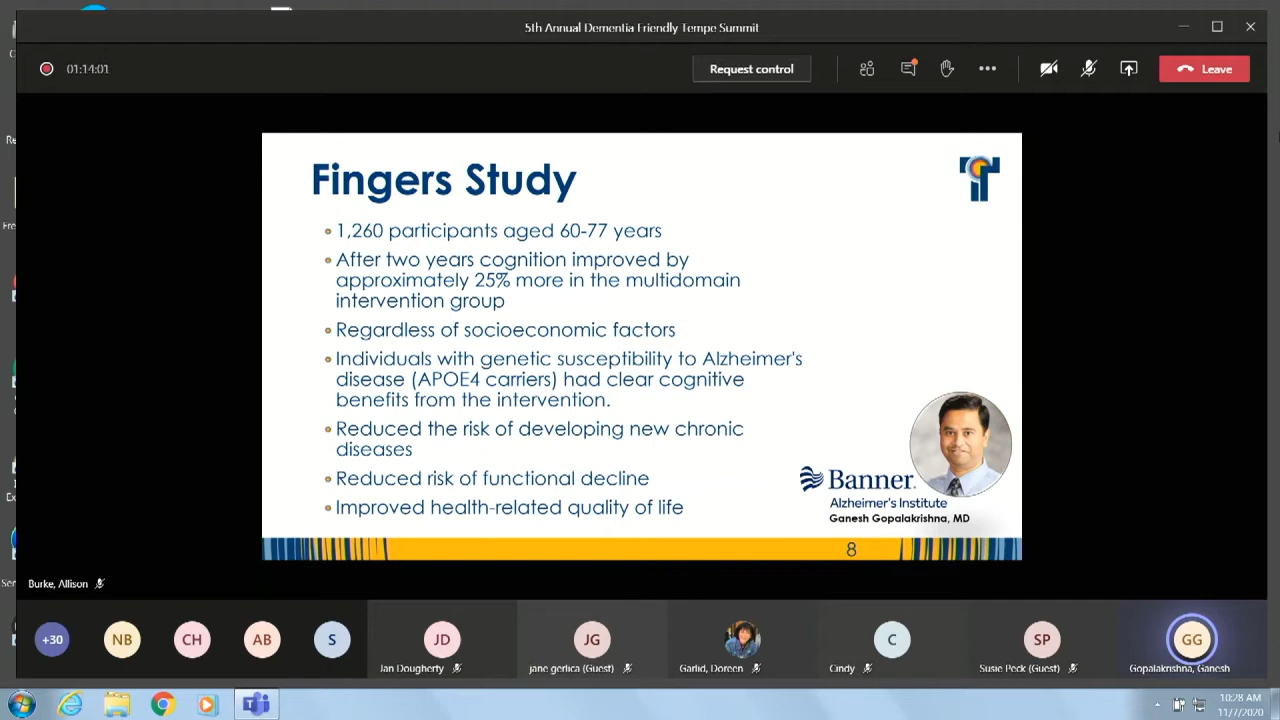 5th Annual Dementia Friendly Tempe Summit
01:14:01
Request control
Leave
Fingers Study
1,260 participants aged 60-77 years
After two years cognition improved by
approximately 25% more in the multidomain
intervention group
Regardless of socioeconomic factors
Individuals with genetic susceptibility to Alzheimer's
disease (APOE4 carriers) had clear cognitive
benefits from the intervention.
Reduced the risk of developing new chronic
diseases
Reduced risk of functional decline
Improved health-related quality of life
Banner
Alzheimer's Institute
Ganesh Gopalakrishna, MD
8
Burke, Allison
+30
NB
CH
AB
S
JD
JG
C
SP
GG
Jan Dougherty
jane gerlica (Guest)
Garlid, Doreen
Cindy
Susie Peck (Guest)
Gopalakrishna, Ganesh
10:28 AM
11/7/2020